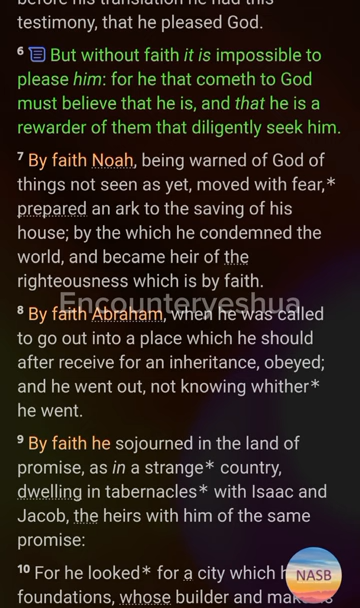 before his translation he had this
testimony, that he pleased God.
6 But without faith it is impossible to
please him: for he that cometh to God
must believe that he is, and that he is a
rewarder of them that diligently seek him.
7 By faith Noah, being warned of God of
things not seen as yet, moved with fear,*
prepared an ark to the saving of his
house; by the which he condemned the
world, and became heir of the
righteousness which is by faith.
Encounteryeshua
8 By faith Abraham, when he was called
to go out into a place which he should
after receive for an inheritance, obeyed;
and he went out, not knowing whither*
he went.
9 By faith he sojourned in the land of
promise, as in a strange* country,
dwelling in tabernacles* with Isaac and
Jacob, the heirs with him of the same
promise:
10 For he looked* for a city which
NASB
foundations, whose builder and